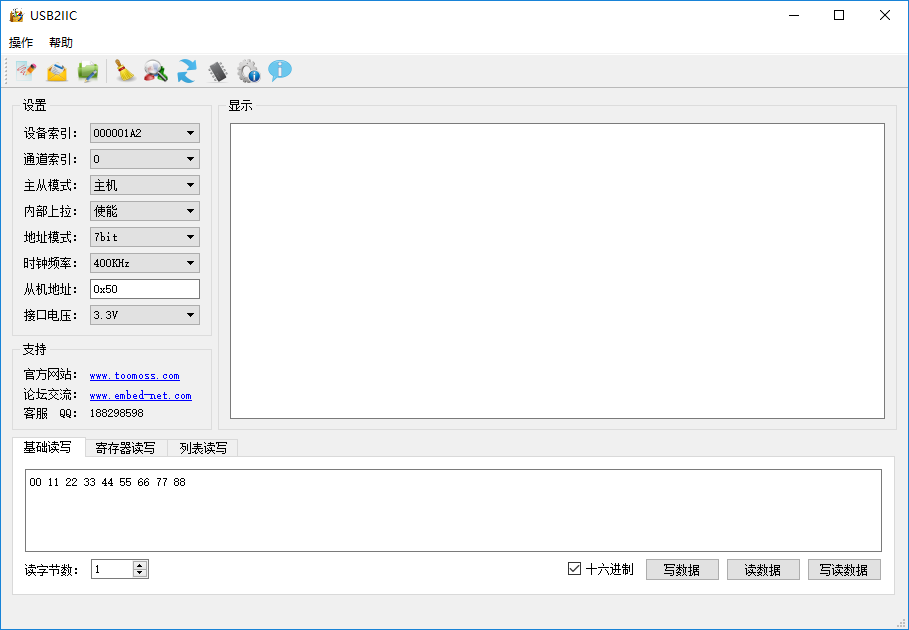 USB2IIC
操作 帮助
设置
设备索引： 000001A2
通道索引： 0
主从模式： 主机
内部上拉： 使能
地址模式： 7bit
时钟频率： 400KHz
从机地址： 0x50
接口电压： 3.3V
支持
官方网站： www.toomoss.com
论坛交流： www.embed-net.com
客服 QQ： 188298598
显示
基础读写 寄存器读写 列表读写
00 11 22 33 44 55 66 77 88
读字节数： 1
十六进制 写数据 读数据 写读数据